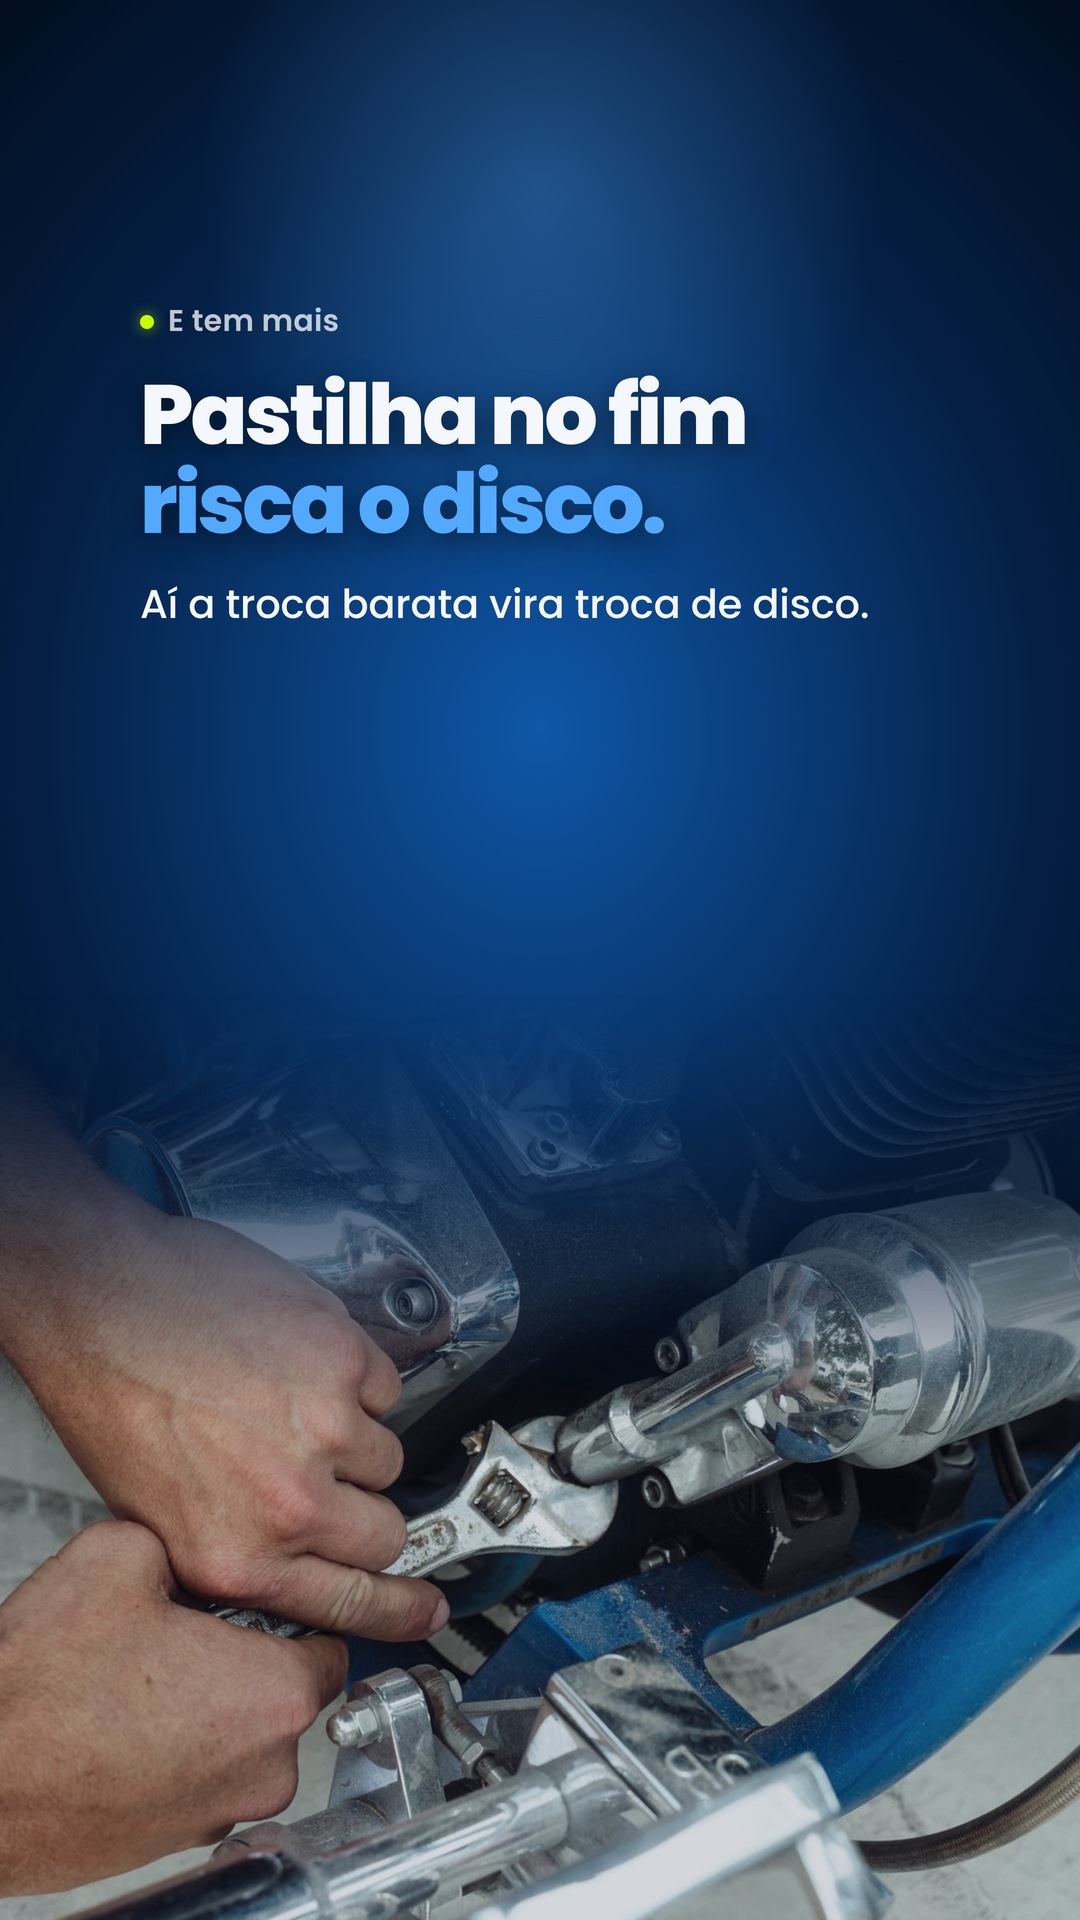 E tem mais
Pastilha no fim
risca o disco.
Aí a troca barata vira troca de disco.